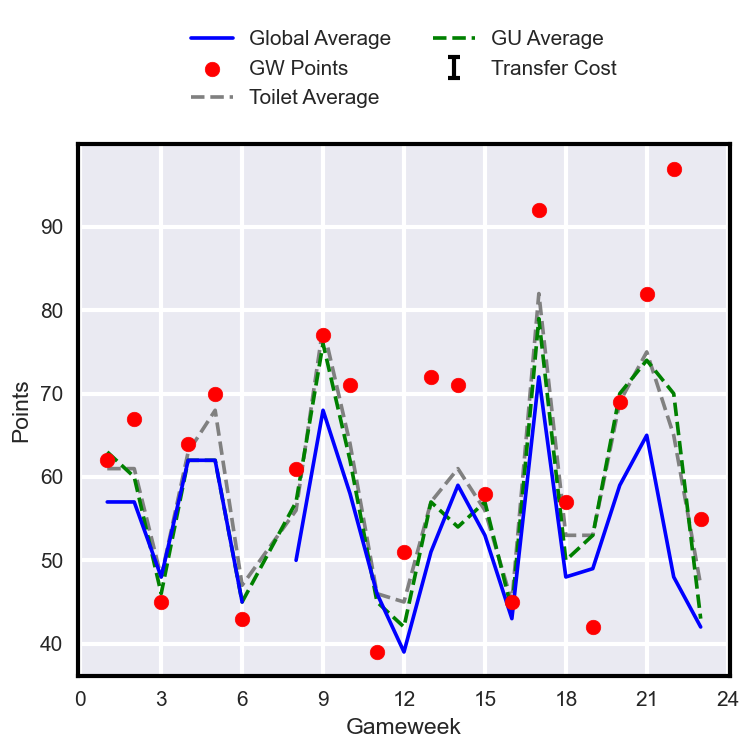 Global Average
GW Points
Toilet Average
GU Average
Transfer Cost
90
80
70
60
50
40
Points
0 3 6 9 12 15 18 21 24
Gameweek